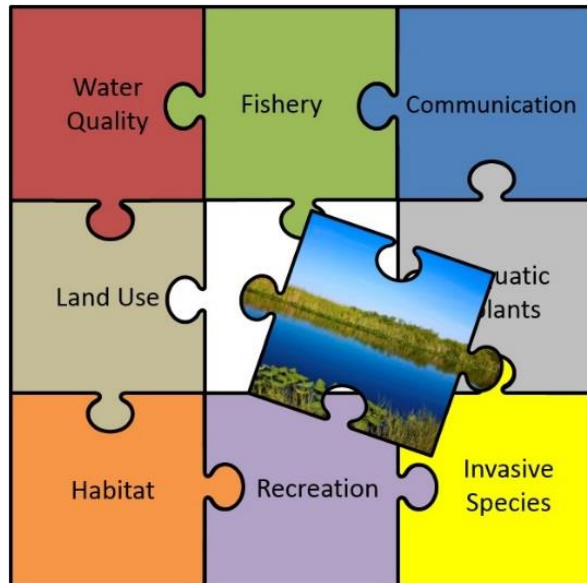 Water
Quality
Fishery
Communication
Land Use
uatic
lants
Habitat
Recreation
Invasive
Species